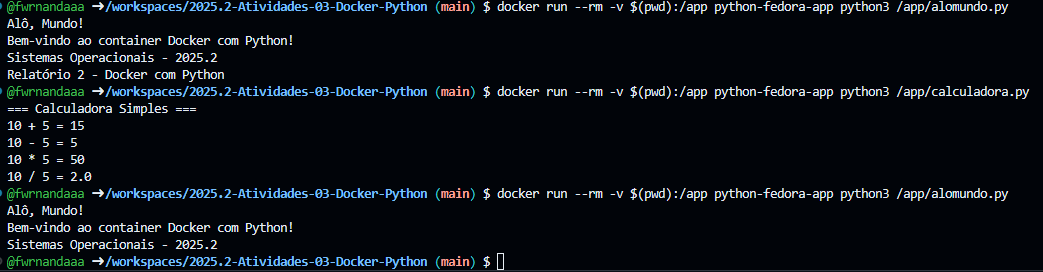 @fwrnandaaa ➜/workspaces/2025.2-Atividades-03-Docker-Python (main) $ docker run --rm -v $(pwd):/app python-fedora-app python3 /app/alomundo.py
Alô, Mundo!
Bem-vindo ao container Docker com Python!
Sistemas Operacionais - 2025.2
Relatório 2 - Docker com Python
@fwrnandaaa ➜/workspaces/2025.2-Atividades-03-Docker-Python (main) $ docker run --rm -v $(pwd):/app python-fedora-app python3 /app/calculadora.py
=== Calculadora Simples ===
10 + 5 = 15
10 - 5 = 5
10 * 5 = 50
10 / 5 = 2.0
@fwrnandaaa ➜/workspaces/2025.2-Atividades-03-Docker-Python (main) $ docker run --rm -v $(pwd):/app python-fedora-app python3 /app/alomundo.py
Alô, Mundo!
Bem-vindo ao container Docker com Python!
Sistemas Operacionais - 2025.2
@fwrnandaaa ➜/workspaces/2025.2-Atividades-03-Docker-Python (main) $